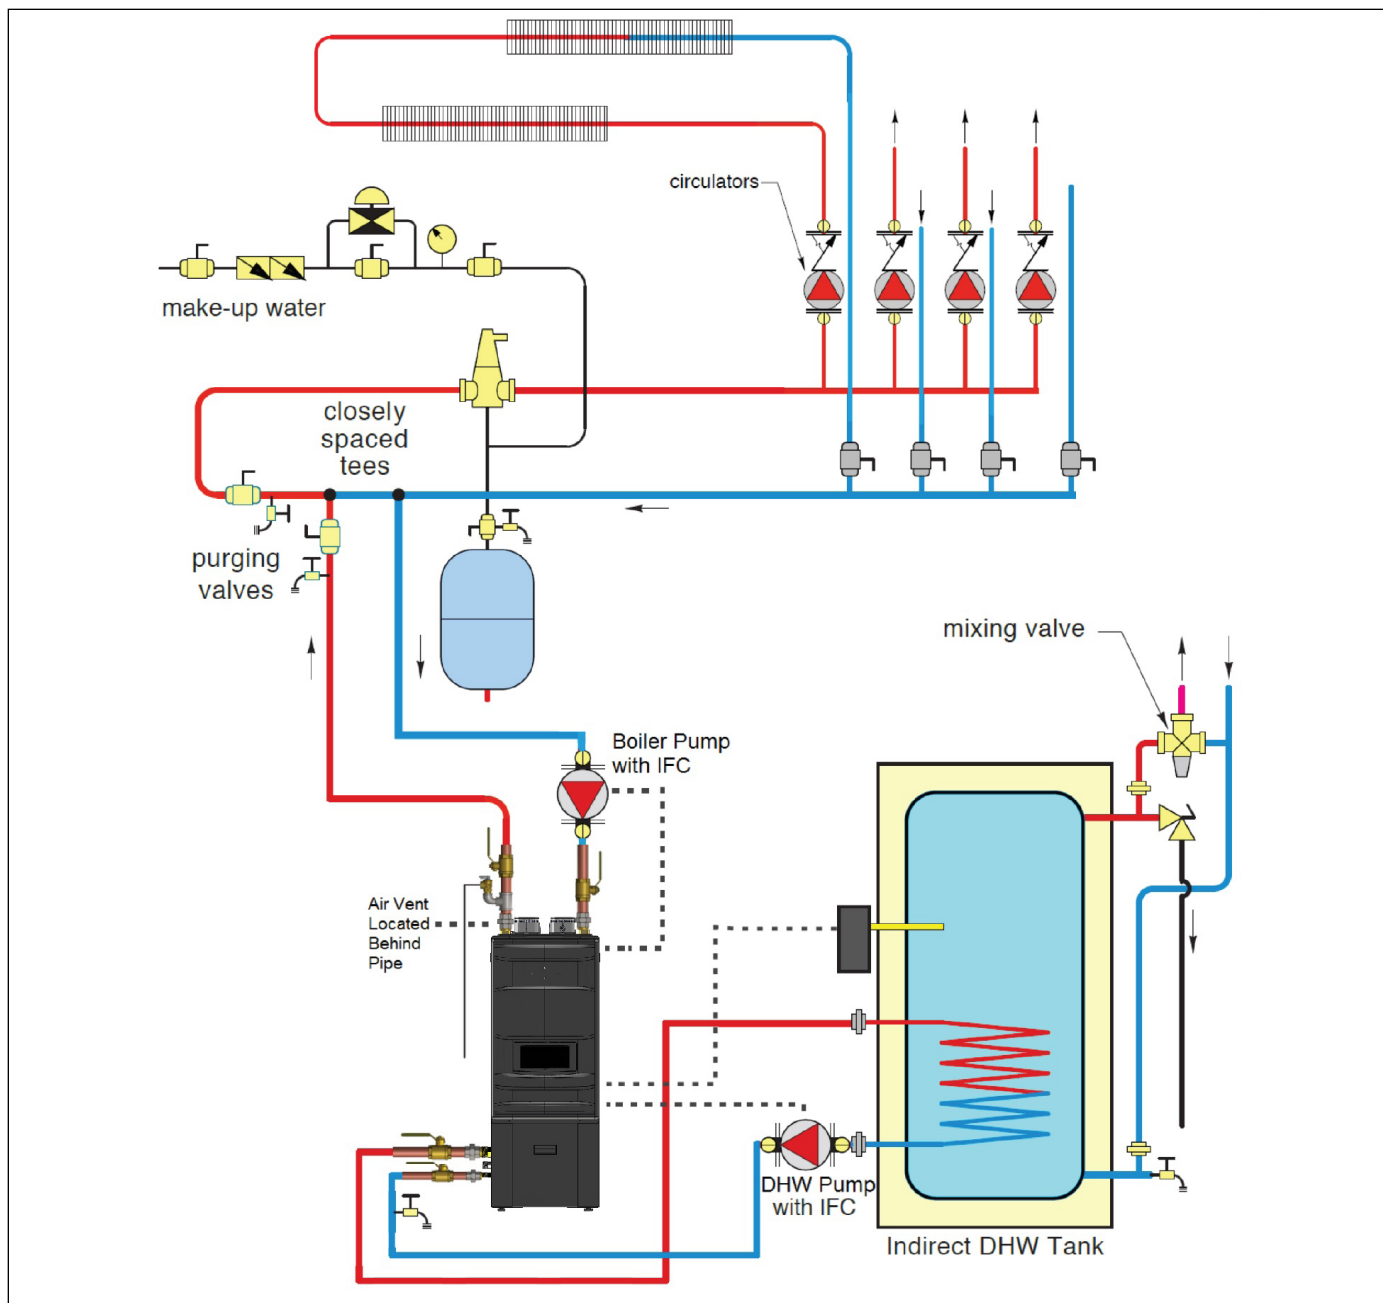 circulators
make-up water
closely
spaced
tees
purging
valves
mixing valve
Boiler Pump
with IFC
Air Vent
Located
Behind
Pipe
DHW Pump
with IFC
Indirect DHW Tank